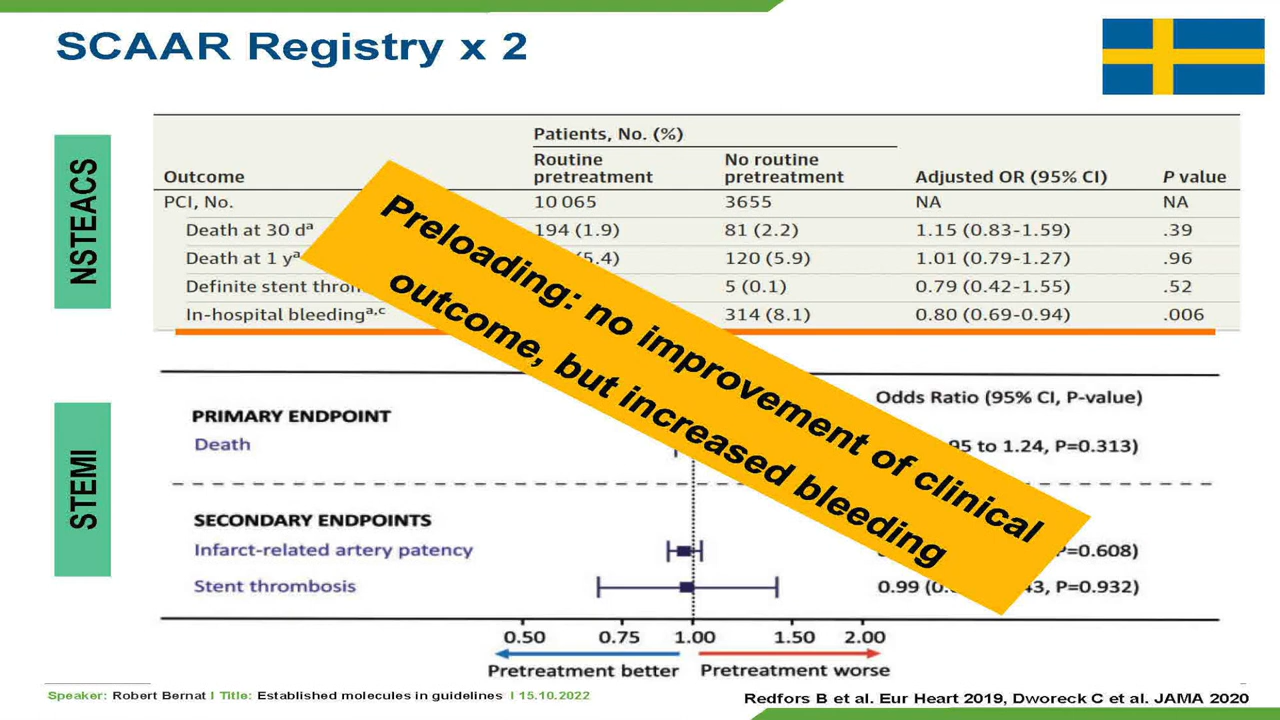 SCAAR Registry x 2
NSTEACS
Patients, No. (%)
Outcome Routine pretreatment No routine pretreatment Adjusted OR (95% CI) P value
PCI, No. 10 065 3655 NA NA
Death at 30 dᵃ 194 (1.9) 81 (2.2) 1.15 (0.83-1.59) .39
Death at 1 yᵃ 5.4) 120 (5.9) 1.01 (0.79-1.27) .96
Definite stent 5 (0.1) 0.79 (0.42-1.55) .52
In-hospital bleedingᵃ,ᶜ 314 (8.1) 0.80 (0.69-0.94) .006
Preloading: no improvement of clinical
outcome, but increased bleeding
STEMI
Odds Ratio (95% CI, P-value)
PRIMARY ENDPOINT
Death to 1.24, P=0.313)
SECONDARY ENDPOINTS
Infarct-related artery patency =0.608)
Stent thrombosis 0.99 P=0.932)
0.50 0.75 1.00 1.50 2.00
Pretreatment better Pretreatment worse
Speaker: Robert Bernat I Title: Established molecules in guidelines I 15.10.2022
Redfors B et al. Eur Heart 2019, Dworeck C et al. JAMA 2020